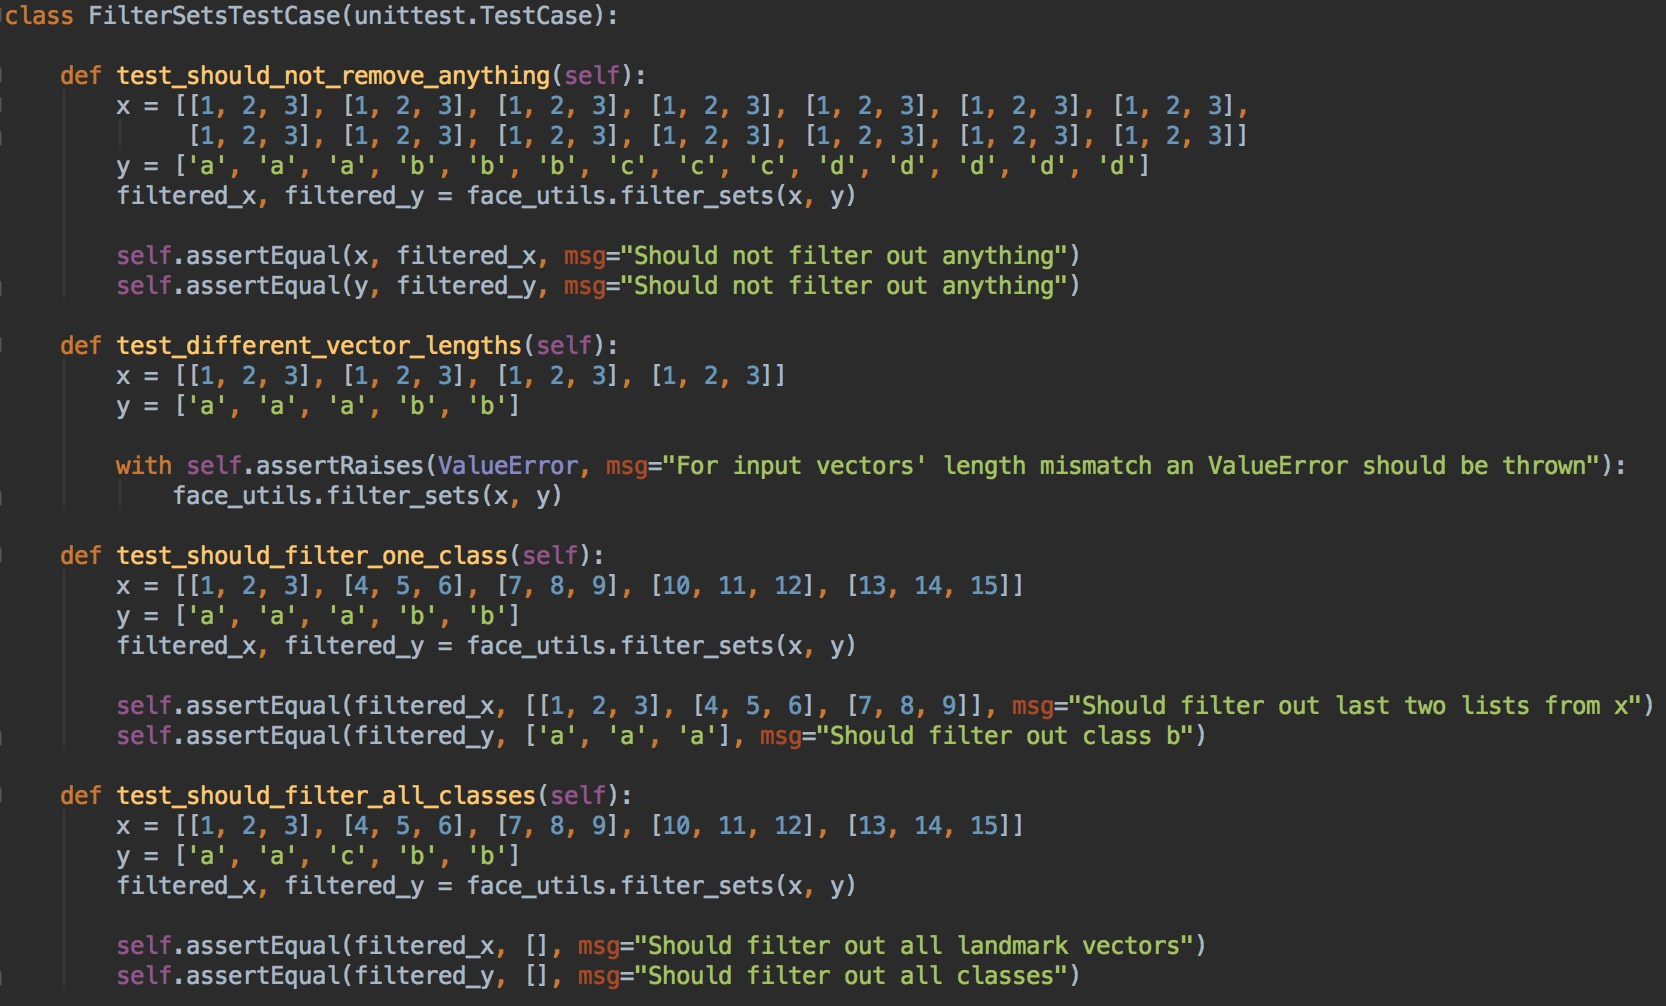 class FilterSetsTestCase(unittest.TestCase):
def test_should_not_remove_anything(self):
x = [[1, 2, 3], [1, 2, 3], [1, 2, 3], [1, 2, 3], [1, 2, 3], [1, 2, 3], [1, 2, 3],
[1, 2, 3], [1, 2, 3], [1, 2, 3], [1, 2, 3], [1, 2, 3], [1, 2, 3], [1, 2, 3]]
y = ['a', 'a', 'a', 'b', 'b', 'b', 'c', 'c', 'c', 'd', 'd', 'd', 'd', 'd']
filtered_x, filtered_y = face_utils.filter_sets(x, y)
self.assertEqual(x, filtered_x, msg="Should not filter out anything")
self.assertEqual(y, filtered_y, msg="Should not filter out anything")
def test_different_vector_lengths(self):
x = [[1, 2, 3], [1, 2, 3], [1, 2, 3], [1, 2, 3]]
y = ['a', 'a', 'a', 'b', 'b']
with self.assertRaises(ValueError, msg="For input vectors' length mismatch an ValueError should be thrown"):
face_utils.filter_sets(x, y)
def test_should_filter_one_class(self):
x = [[1, 2, 3], [4, 5, 6], [7, 8, 9], [10, 11, 12], [13, 14, 15]]
y = ['a', 'a', 'a', 'b', 'b']
filtered_x, filtered_y = face_utils.filter_sets(x, y)
self.assertEqual(filtered_x, [[1, 2, 3], [4, 5, 6], [7, 8, 9]], msg="Should filter out last two lists from x")
self.assertEqual(filtered_y, ['a', 'a', 'a'], msg="Should filter out class b")
def test_should_filter_all_classes(self):
x = [[1, 2, 3], [4, 5, 6], [7, 8, 9], [10, 11, 12], [13, 14, 15]]
y = ['a', 'a', 'c', 'b', 'b']
filtered_x, filtered_y = face_utils.filter_sets(x, y)
self.assertEqual(filtered_x, [], msg="Should filter out all landmark vectors")
self.assertEqual(filtered_y, [], msg="Should filter out all classes")